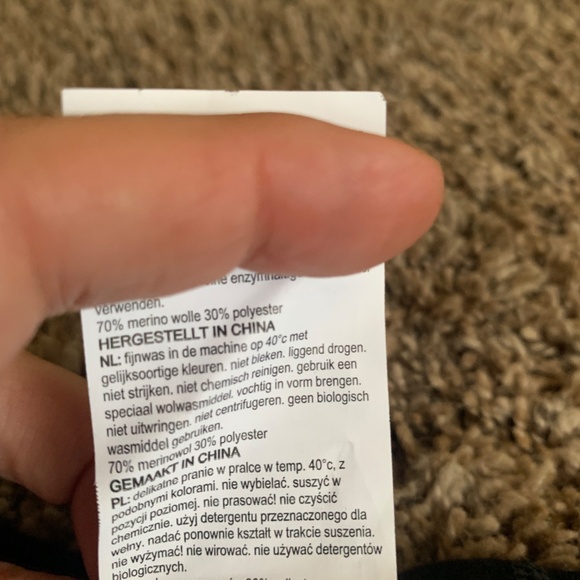 verwenden.
70% merino wolle 30% polyester
HERGESTELLT IN CHINA
NL: fijnwas in de machine op 40°c met
gelijksoortige kleuren. niet bleken. liggend drogen.
niet strijken. niet chemisch reinigen. gebruik een
speciaal wolwasmiddel. vochtig in vorm brengen.
niet uitwringen. niet centrifugeren. geen biologisch
wasmiddel gebruiken.
70% merinowol 30% polyester
GEMAAKT IN CHINA
PL: delikatne pranie w pralce w temp. 40°c, z
podobnymi kolorami. nie wybielać. suszyć w
pozycji poziomej. nie prasować! nie czyścić
chemicznie. użyj detergentu przeznaczonego dla
wełny. nadać ponownie kształt w trakcie suszenia.
nie wyżymać! nie wirować. nie używać detergentów
biologicznych.